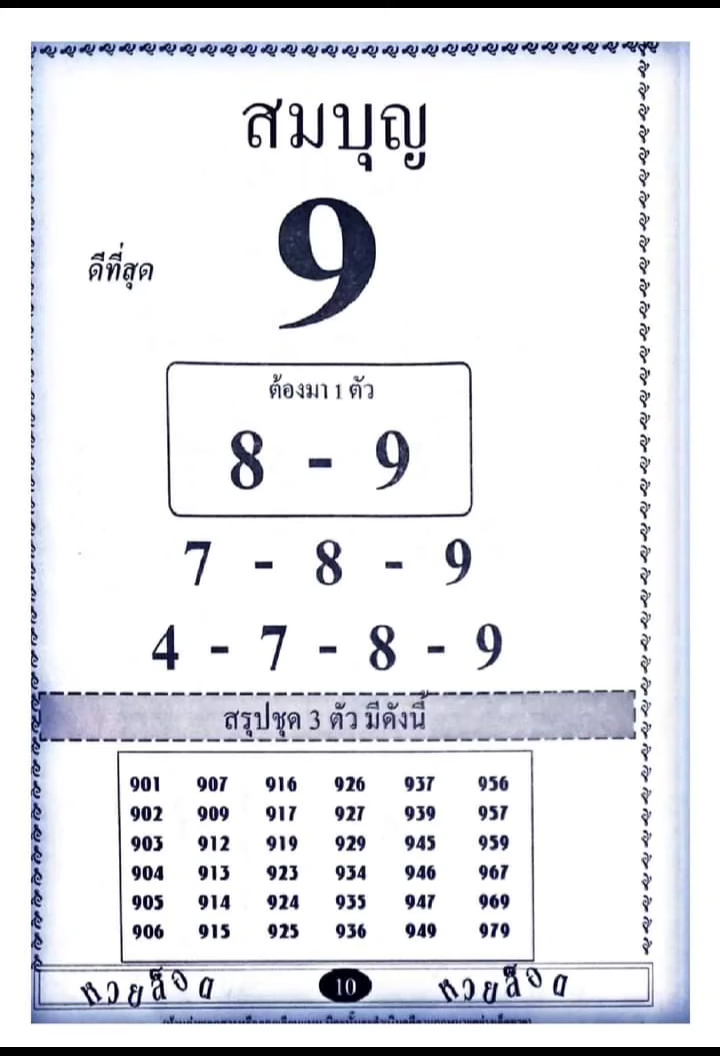 สมบุญ
ดีที่สุด 9
ต้องมา 1 ตัว
8 - 9
7 - 8 - 9
4 - 7 - 8 - 9
สรุปชุด 3 ตัว มีดังนี้
901 907 916 926 937 956
902 909 917 927 939 957
903 912 919 929 945 959
904 913 923 934 946 967
905 914 924 935 947 969
906 915 925 936 949 979
หวยล็อต 10 หวยล็อต